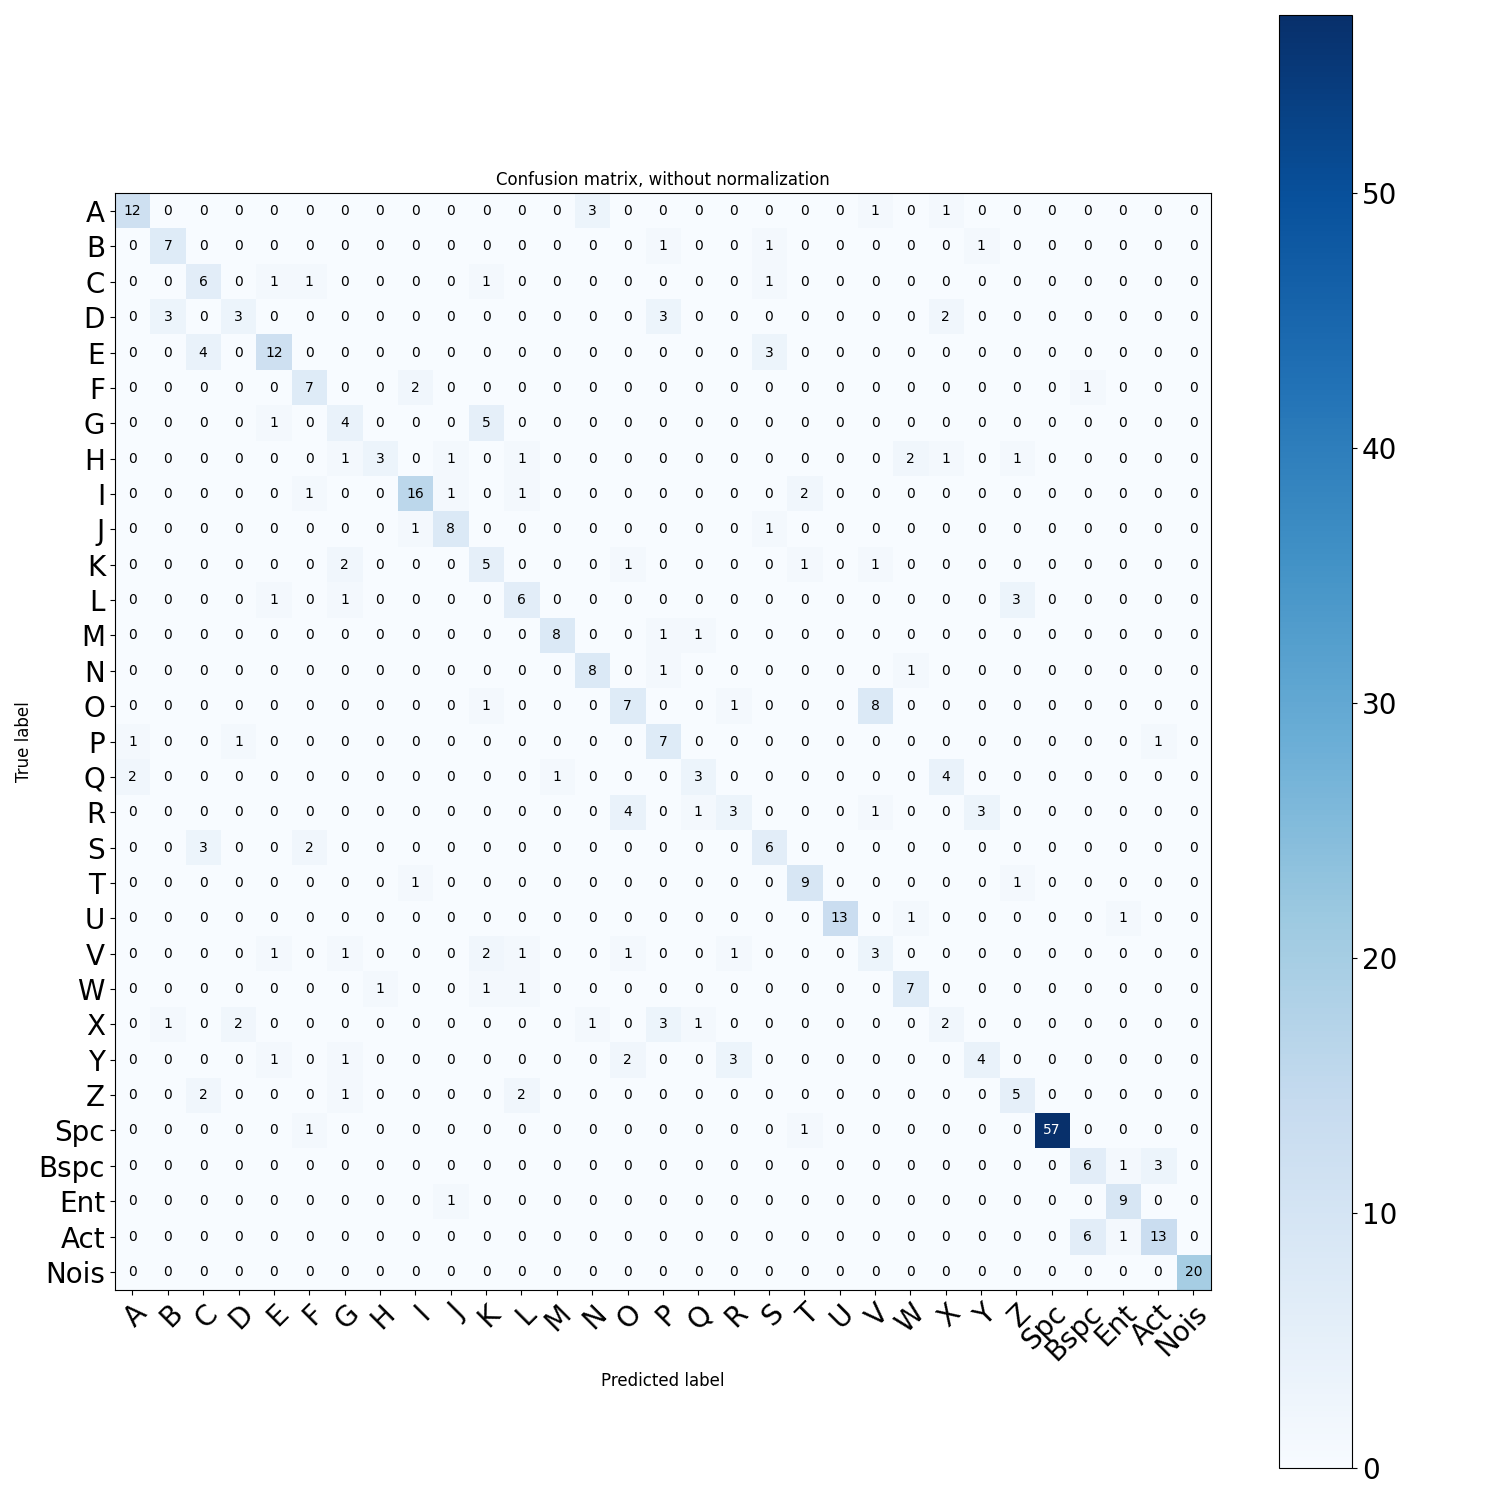 Confusion matrix, without normalization
A 12 0 0 0 0 0 0 0 0 0 0 0 0 3 0 0 0 0 0 0 0 1 0 1 0 0 0 0 0 0 0
B 0 7 0 0 0 0 0 0 0 0 0 0 0 0 0 1 0 0 1 0 0 0 0 0 1 0 0 0 0 0 0
C 0 0 6 0 1 1 0 0 0 0 1 0 0 0 0 0 0 0 1 0 0 0 0 0 0 0 0 0 0 0 0
D 0 3 0 3 0 0 0 0 0 0 0 0 0 0 0 3 0 0 0 0 0 0 0 2 0 0 0 0 0 0 0
E 0 0 4 0 12 0 0 0 0 0 0 0 0 0 0 0 0 0 3 0 0 0 0 0 0 0 0 0 0 0 0
F 0 0 0 0 0 7 0 0 2 0 0 0 0 0 0 0 0 0 0 0 0 0 0 0 0 0 0 1 0 0 0
G 0 0 0 0 1 0 4 0 0 0 5 0 0 0 0 0 0 0 0 0 0 0 0 0 0 0 0 0 0 0 0
H 0 0 0 0 0 0 1 3 0 1 0 1 0 0 0 0 0 0 0 0 0 0 2 1 0 1 0 0 0 0 0
I 0 0 0 0 0 1 0 0 16 1 0 1 0 0 0 0 0 0 0 2 0 0 0 0 0 0 0 0 0 0 0
J 0 0 0 0 0 0 0 0 1 8 0 0 0 0 0 0 0 0 1 0 0 0 0 0 0 0 0 0 0 0 0
K 0 0 0 0 0 0 2 0 0 0 5 0 0 0 1 0 0 0 0 1 0 1 0 0 0 0 0 0 0 0 0
L 0 0 0 0 1 0 1 0 0 0 0 6 0 0 0 0 0 0 0 0 0 0 0 0 0 3 0 0 0 0 0
M 0 0 0 0 0 0 0 0 0 0 0 0 8 0 0 1 1 0 0 0 0 0 0 0 0 0 0 0 0 0 0
N 0 0 0 0 0 0 0 0 0 0 0 0 0 8 0 1 0 0 0 0 0 0 1 0 0 0 0 0 0 0 0
O 0 0 0 0 0 0 0 0 0 0 1 0 0 0 7 0 0 1 0 0 0 8 0 0 0 0 0 0 0 0 0
P 1 0 0 1 0 0 0 0 0 0 0 0 0 0 0 7 0 0 0 0 0 0 0 0 0 0 0 0 0 1 0
Q 2 0 0 0 0 0 0 0 0 0 0 0 1 0 0 0 3 0 0 0 0 0 0 4 0 0 0 0 0 0 0
R 0 0 0 0 0 0 0 0 0 0 0 0 0 0 4 0 1 3 0 0 0 1 0 0 3 0 0 0 0 0 0
S 0 0 3 0 0 2 0 0 0 0 0 0 0 0 0 0 0 0 6 0 0 0 0 0 0 0 0 0 0 0 0
T 0 0 0 0 0 0 0 0 1 0 0 0 0 0 0 0 0 0 0 9 0 0 0 0 0 1 0 0 0 0 0
U 0 0 0 0 0 0 0 0 0 0 0 0 0 0 0 0 0 0 0 0 13 0 1 0 0 0 0 0 1 0 0
V 0 0 0 0 1 0 1 0 0 0 2 1 0 0 1 0 0 1 0 0 0 3 0 0 0 0 0 0 0 0 0
W 0 0 0 0 0 0 0 1 0 0 1 1 0 0 0 0 0 0 0 0 0 0 7 0 0 0 0 0 0 0 0
X 0 1 0 2 0 0 0 0 0 0 0 0 0 1 0 3 1 0 0 0 0 0 0 2 0 0 0 0 0 0 0
Y 0 0 0 0 1 0 1 0 0 0 0 0 0 0 2 0 0 3 0 0 0 0 0 0 4 0 0 0 0 0 0
Z 0 0 2 0 0 0 1 0 0 0 0 2 0 0 0 0 0 0 0 0 0 0 0 0 0 5 0 0 0 0 0
Spc 0 0 0 0 0 1 0 0 0 0 0 0 0 0 0 0 0 0 0 1 0 0 0 0 0 0 57 0 0 0 0
Bspc 0 0 0 0 0 0 0 0 0 0 0 0 0 0 0 0 0 0 0 0 0 0 0 0 0 0 0 6 1 3 0
Ent 0 0 0 0 0 0 0 0 0 1 0 0 0 0 0 0 0 0 0 0 0 0 0 0 0 0 0 0 9 0 0
Act 0 0 0 0 0 0 0 0 0 0 0 0 0 0 0 0 0 0 0 0 0 0 0 0 0 0 0 6 1 13 0
Nois 0 0 0 0 0 0 0 0 0 0 0 0 0 0 0 0 0 0 0 0 0 0 0 0 0 0 0 0 0 0 20
A B C D E F G H I J K L M N O P Q R S T U V W X Y Z Spc Bspc Ent Act Nois
Predicted label
True label
50
40
30
20
10
0